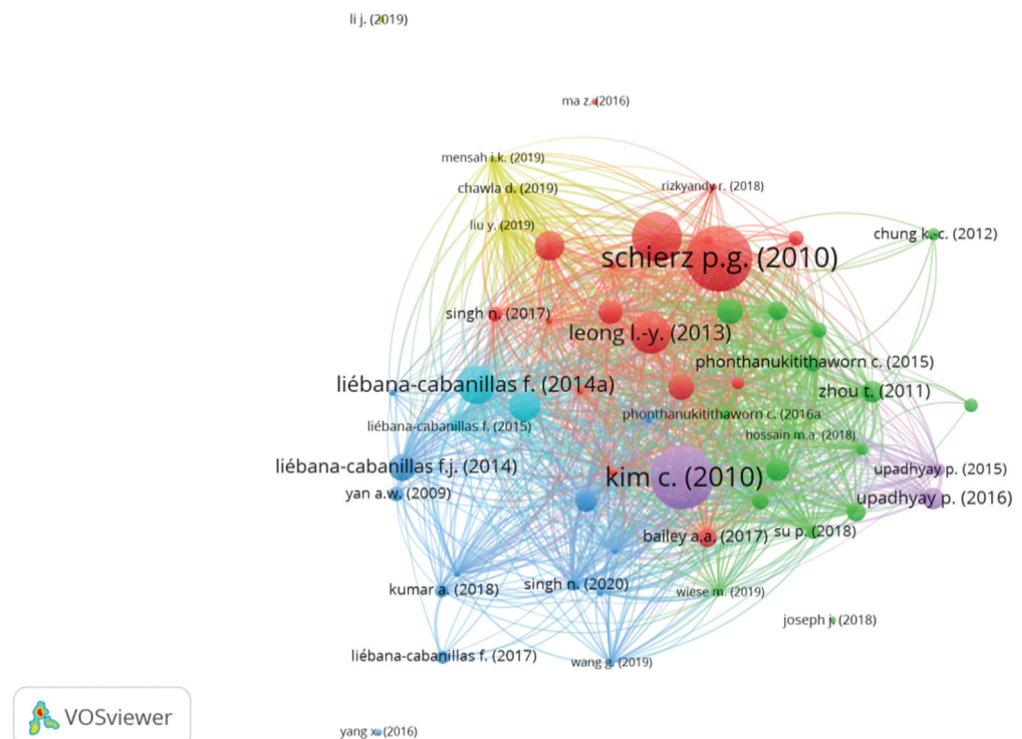 li j. (2019)
ma z. (2016)
mensah i.k. (2019)
chawla d. (2019)
rizkyandy r. (2018)
liu y. (2019)
chung k.-c. (2012)
schierz p.g. (2010)
singh n. (2017)
leong l.-y. (2013)
phonthanukitithaworn c. (2015)
liébana-cabanillas f. (2014a)
zhou t. (2011)
phonthanukitithaworn c. (2016a
liébana-cabanillas f. (2015)
hossain m.a. (2018)
liébana-cabanillas f.j. (2014)
upadhyay p. (2015)
kim c. (2010)
yan a.w. (2009)
upadhyay p. (2016)
bailey a.a. (2017)
su p. (2018)
singh n. (2020)
kumar a. (2018)
wiese m. (2019)
joseph j. (2018)
liébana-cabanillas f. (2017)
wang g. (2019)
VOSviewer
yang x. (2016)